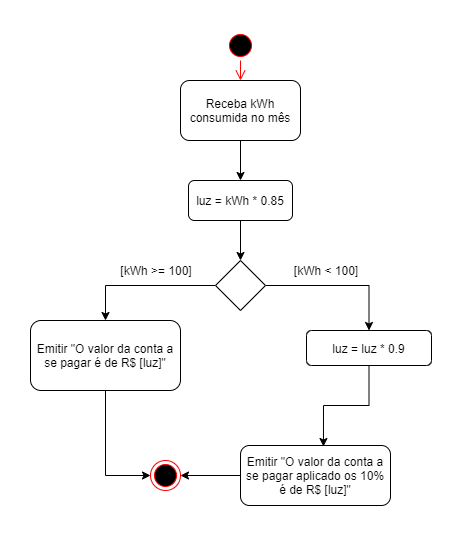 Receba kWh
consumida no mês
luz = kWh * 0.85
[kWh >= 100]
[kWh < 100]
Emitir "O valor da conta a
se pagar é de R$ [luz]"
luz = luz * 0.9
Emitir "O valor da conta a
se pagar aplicado os 10%
é de R$ [luz]"